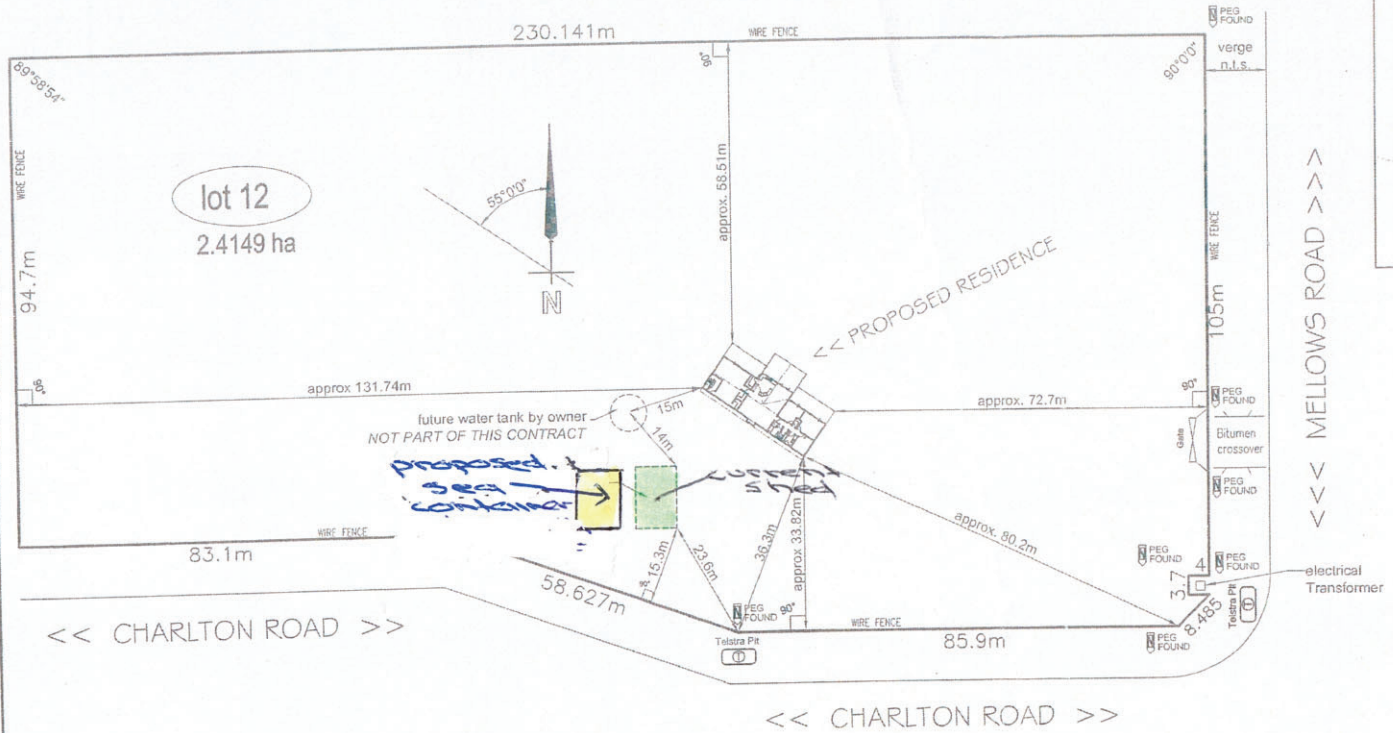 230.141m
WIRE FENCE
PEG FOUND
verge
n.t.s.
89°58'54"
90°
90°0'0"
WIRE FENCE
lot 12
2.4149 ha
55°0'0"
N
approx. 58.51m
<< PROPOSED RESIDENCE
WIRE FENCE
94.7m
105m
<<< MELLOWS ROAD >>>
90°
approx 131.74m
future water tank by owner
NOT PART OF THIS CONTRACT
15m
14m
approx. 72.7m
90°
PEG FOUND
Gate
Bitumen
crossover
PEG FOUND
proposed
sea
container
current
shed
WIRE FENCE
83.1m
58.627m
15.3m
23.6m
36.3m
approx 33.82m
approx. 80.2m
PEG FOUND
PEG FOUND
4
3.7
electrical
Transformer
8.485
Telstra Pit
T
PEG FOUND
90°
WIRE FENCE
85.9m
PEG FOUND
Telstra Pit
T
<< CHARLTON ROAD >>
<< CHARLTON ROAD >>